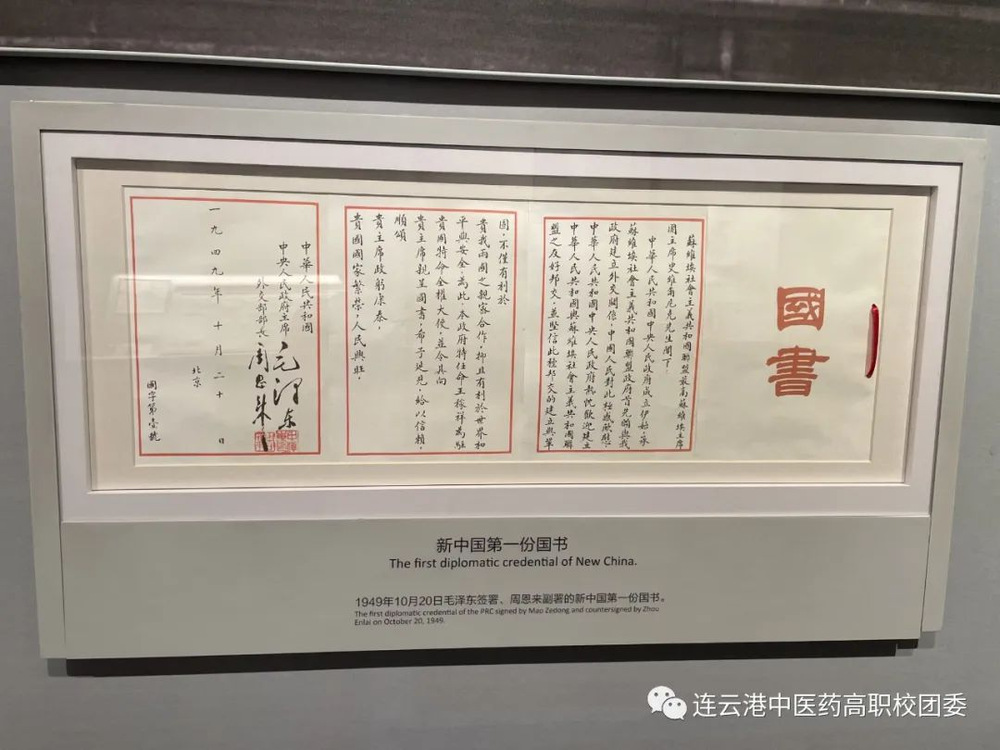 國書
蘇維埃社會主義共和國聯盟最高蘇維埃主席
團主席史維爾尼克先生閣下：
中華人民共和國中央人民政府成立伊始，承
蘇維埃社會主義共和國聯盟政府首先願與我
政府建立外交關係，中國人民對此極感欣慰。
中華人民共和國中央人民政府熱忱歡迎建立
中華人民共和國與蘇維埃社會主義共和國聯
盟之友好邦交，並堅信此種邦交的建立與鞏
固，不僅有利於
貴我兩國之親密合作，抑且有利於世界和
平與安全。為此，本政府特任命王稼祥為駐
貴國特命全權大使，並令其向
貴主席親呈國書，希予延見，給以信賴。
順頌
貴主席政躬康泰，
貴國國家繁榮，人民興旺。
中華人民共和國
中央人民政府主席 毛澤东
外交部部長 周恩来
一九四九年十月二十日
北京
國字第壹號
新中国第一份国书
The first diplomatic credential of New China.
1949年10月20日毛泽东签署、周恩来副署的新中国第一份国书。
The first diplomatic credential of the PRC signed by Map Zedong and countersigned by Zhou
Enlai on October 20, 1949.
连云港中医药高职校团委